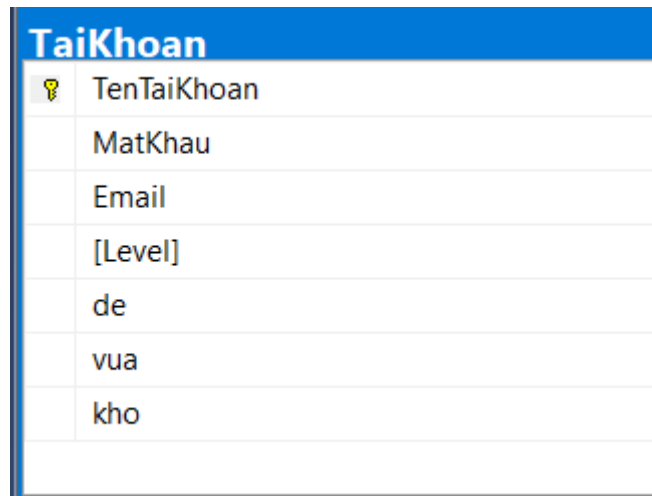 TaiKhoan
TenTaiKhoan
MatKhau
Email
[Level]
de
vua
kho